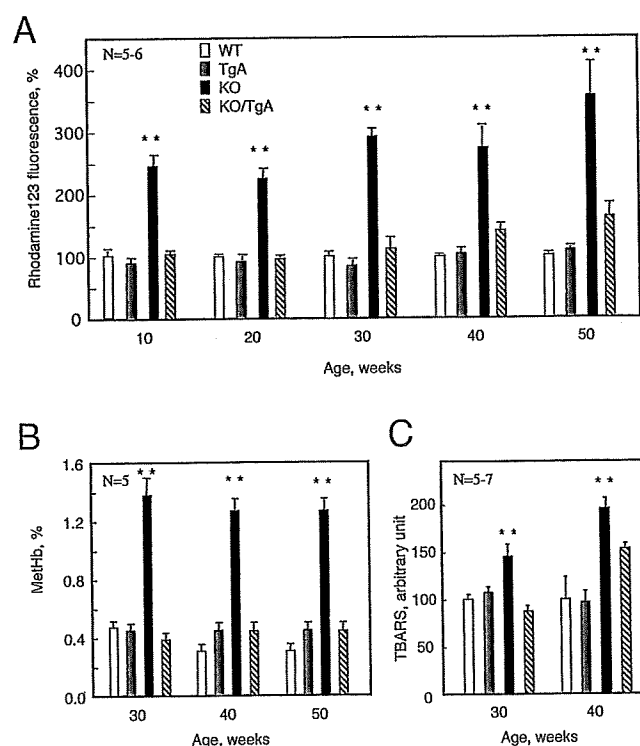 A
N=5-6
WT
TgA
KO
KO/TgA
Rhodamine123 fluorescence, %
400
300
200
100
0
** ** ** ** **
10 20 30 40 50
Age, weeks
B
N=5
MetHb, %
1.6
1.2
0.8
0.4
0.0
** ** **
30 40 50
Age, weeks
C
N=5-7
TBARS, arbitrary unit
200
150
100
50
0
** **
30 40
Age, weeks